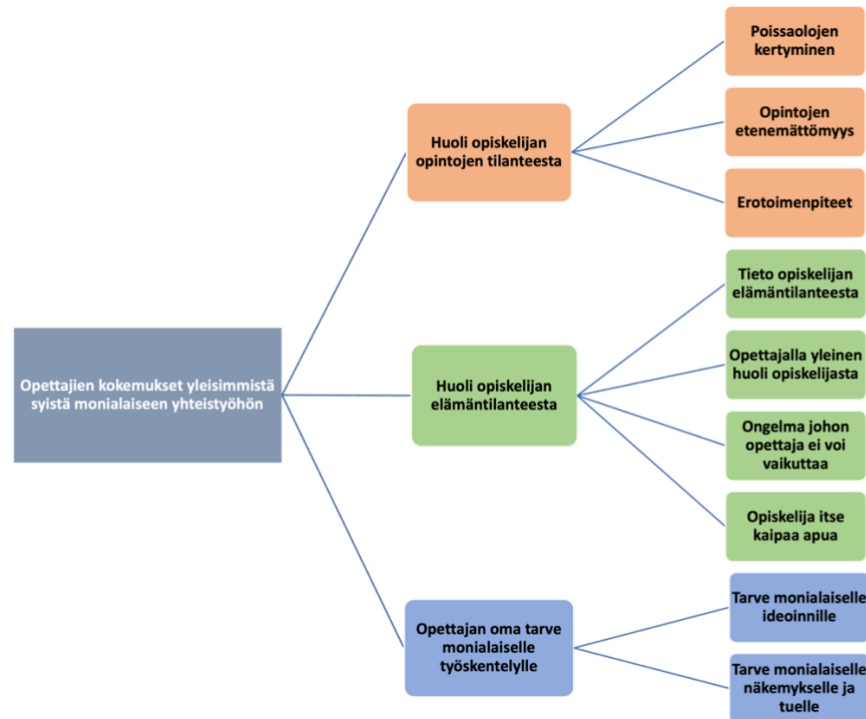 Opettajien kokemukset yleisimmistä
syistä monialaiseen yhteistyöhön
Huoli opiskelijan
opintojen tilanteesta
Poissaolojen
kertyminen
Opintojen
etenemättömyys
Erotoimenpiteet
Huoli opiskelijan
elämäntilanteesta
Tieto opiskelijan
elämäntilanteesta
Opettajalla yleinen
huoli opiskelijasta
Ongelma johon
opettaja ei voi
vaikuttaa
Opiskelija itse
kaipaa apua
Opettajan oma tarve
monialaiselle
työskentelylle
Tarve monialaiselle
ideoinnille
Tarve monialaiselle
näkemykselle ja
tuelle